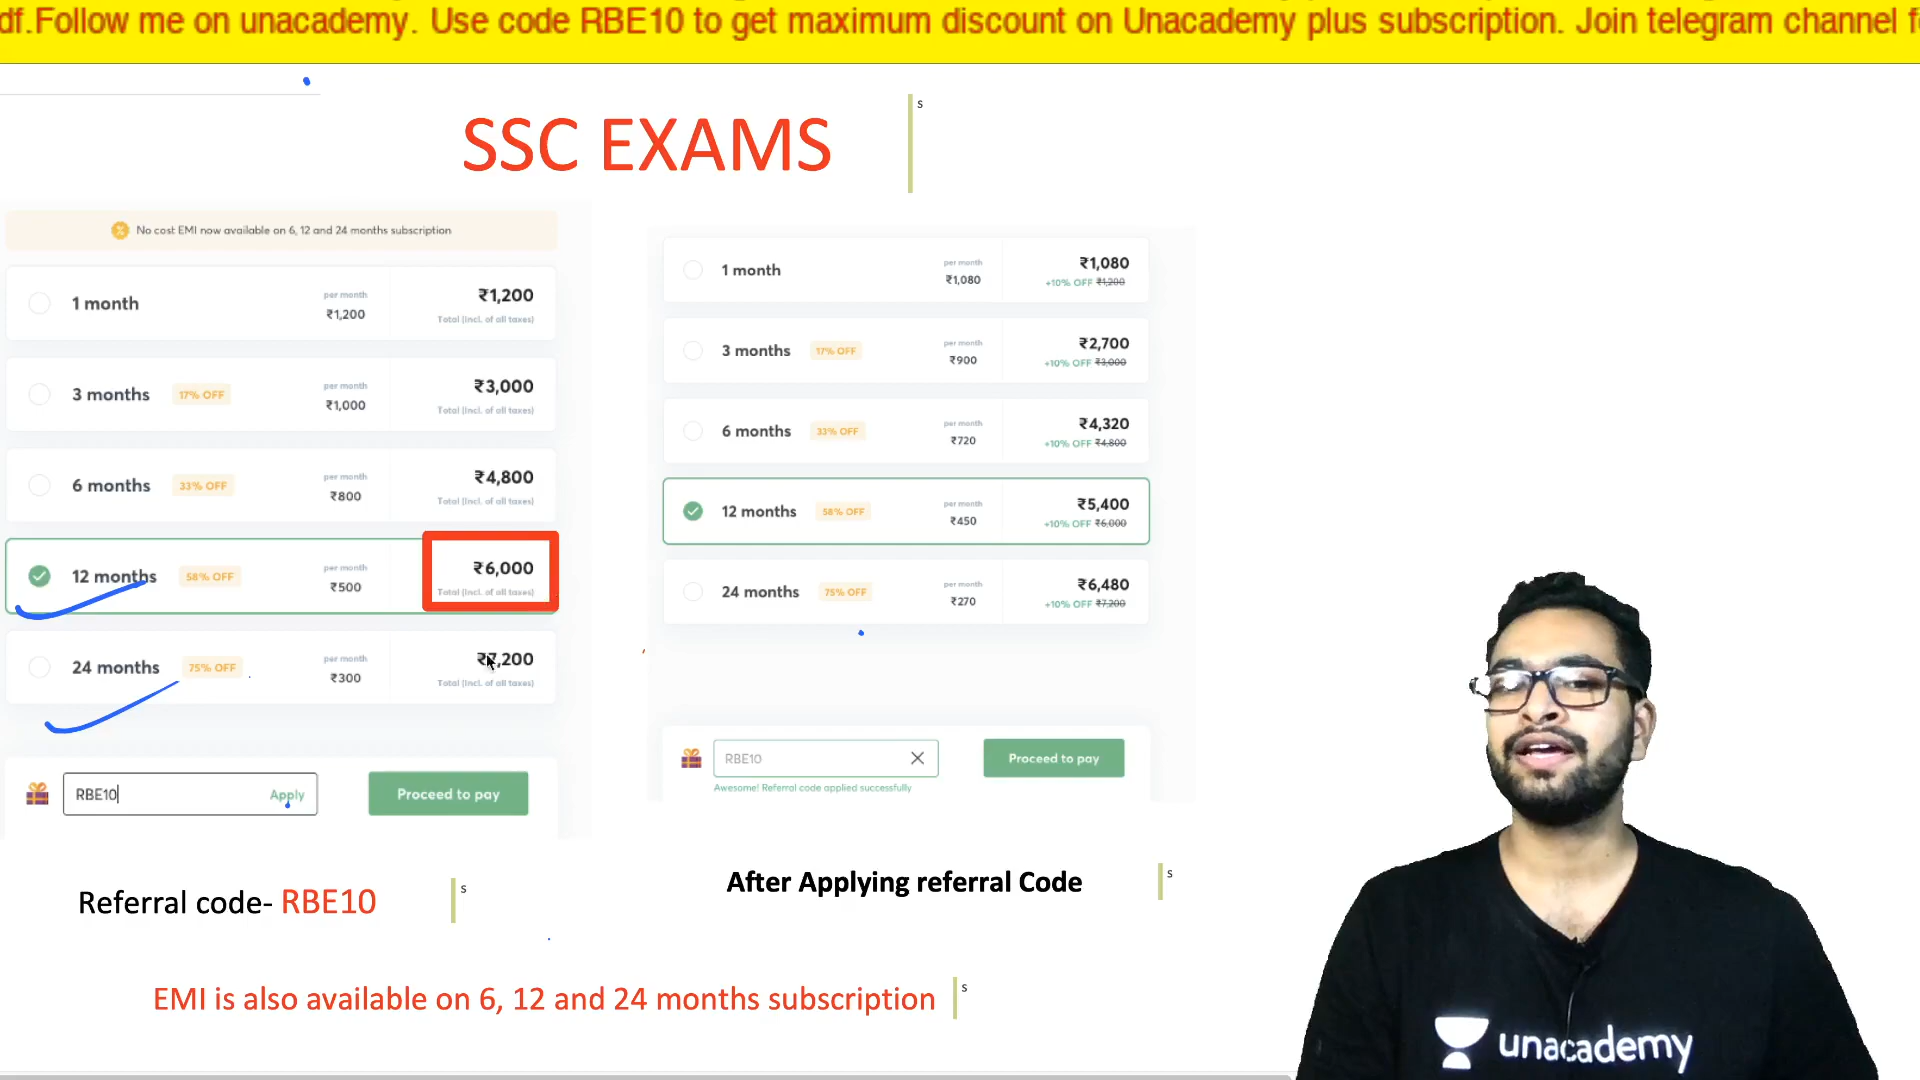 df.Follow me on unacademy. Use code RBE10 to get maximum discount on Unacademy plus subscription. Join telegram channel f
SSC EXAMS
s
No cost EMI now available on 6, 12 and 24 months subscription
1 month
per month
₹1,200
₹1,200
Total (Incl. of all taxes)
3 months
17% OFF
per month
₹1,000
₹3,000
Total (Incl. of all taxes)
6 months
33% OFF
per month
₹800
₹4,800
Total (Incl. of all taxes)
12 months
58% OFF
per month
₹500
₹6,000
Total (Incl. of all taxes)
24 months
75% OFF
per month
₹300
₹7,200
Total (Incl. of all taxes)
RBE10
Apply
Proceed to pay
Referral code- RBE10
s
1 month
per month
₹1,080
₹1,080
+10% OFF ₹1,200
3 months
17% OFF
per month
₹900
₹2,700
+10% OFF ₹3,000
6 months
33% OFF
per month
₹720
₹4,320
+10% OFF ₹4,800
12 months
58% OFF
per month
₹450
₹5,400
+10% OFF ₹6,000
24 months
75% OFF
per month
₹270
₹6,480
+10% OFF ₹7,200
RBE10
Proceed to pay
Awesome! Referral code applied successfully
After Applying referral Code
s
EMI is also available on 6, 12 and 24 months subscription
s
unacademy